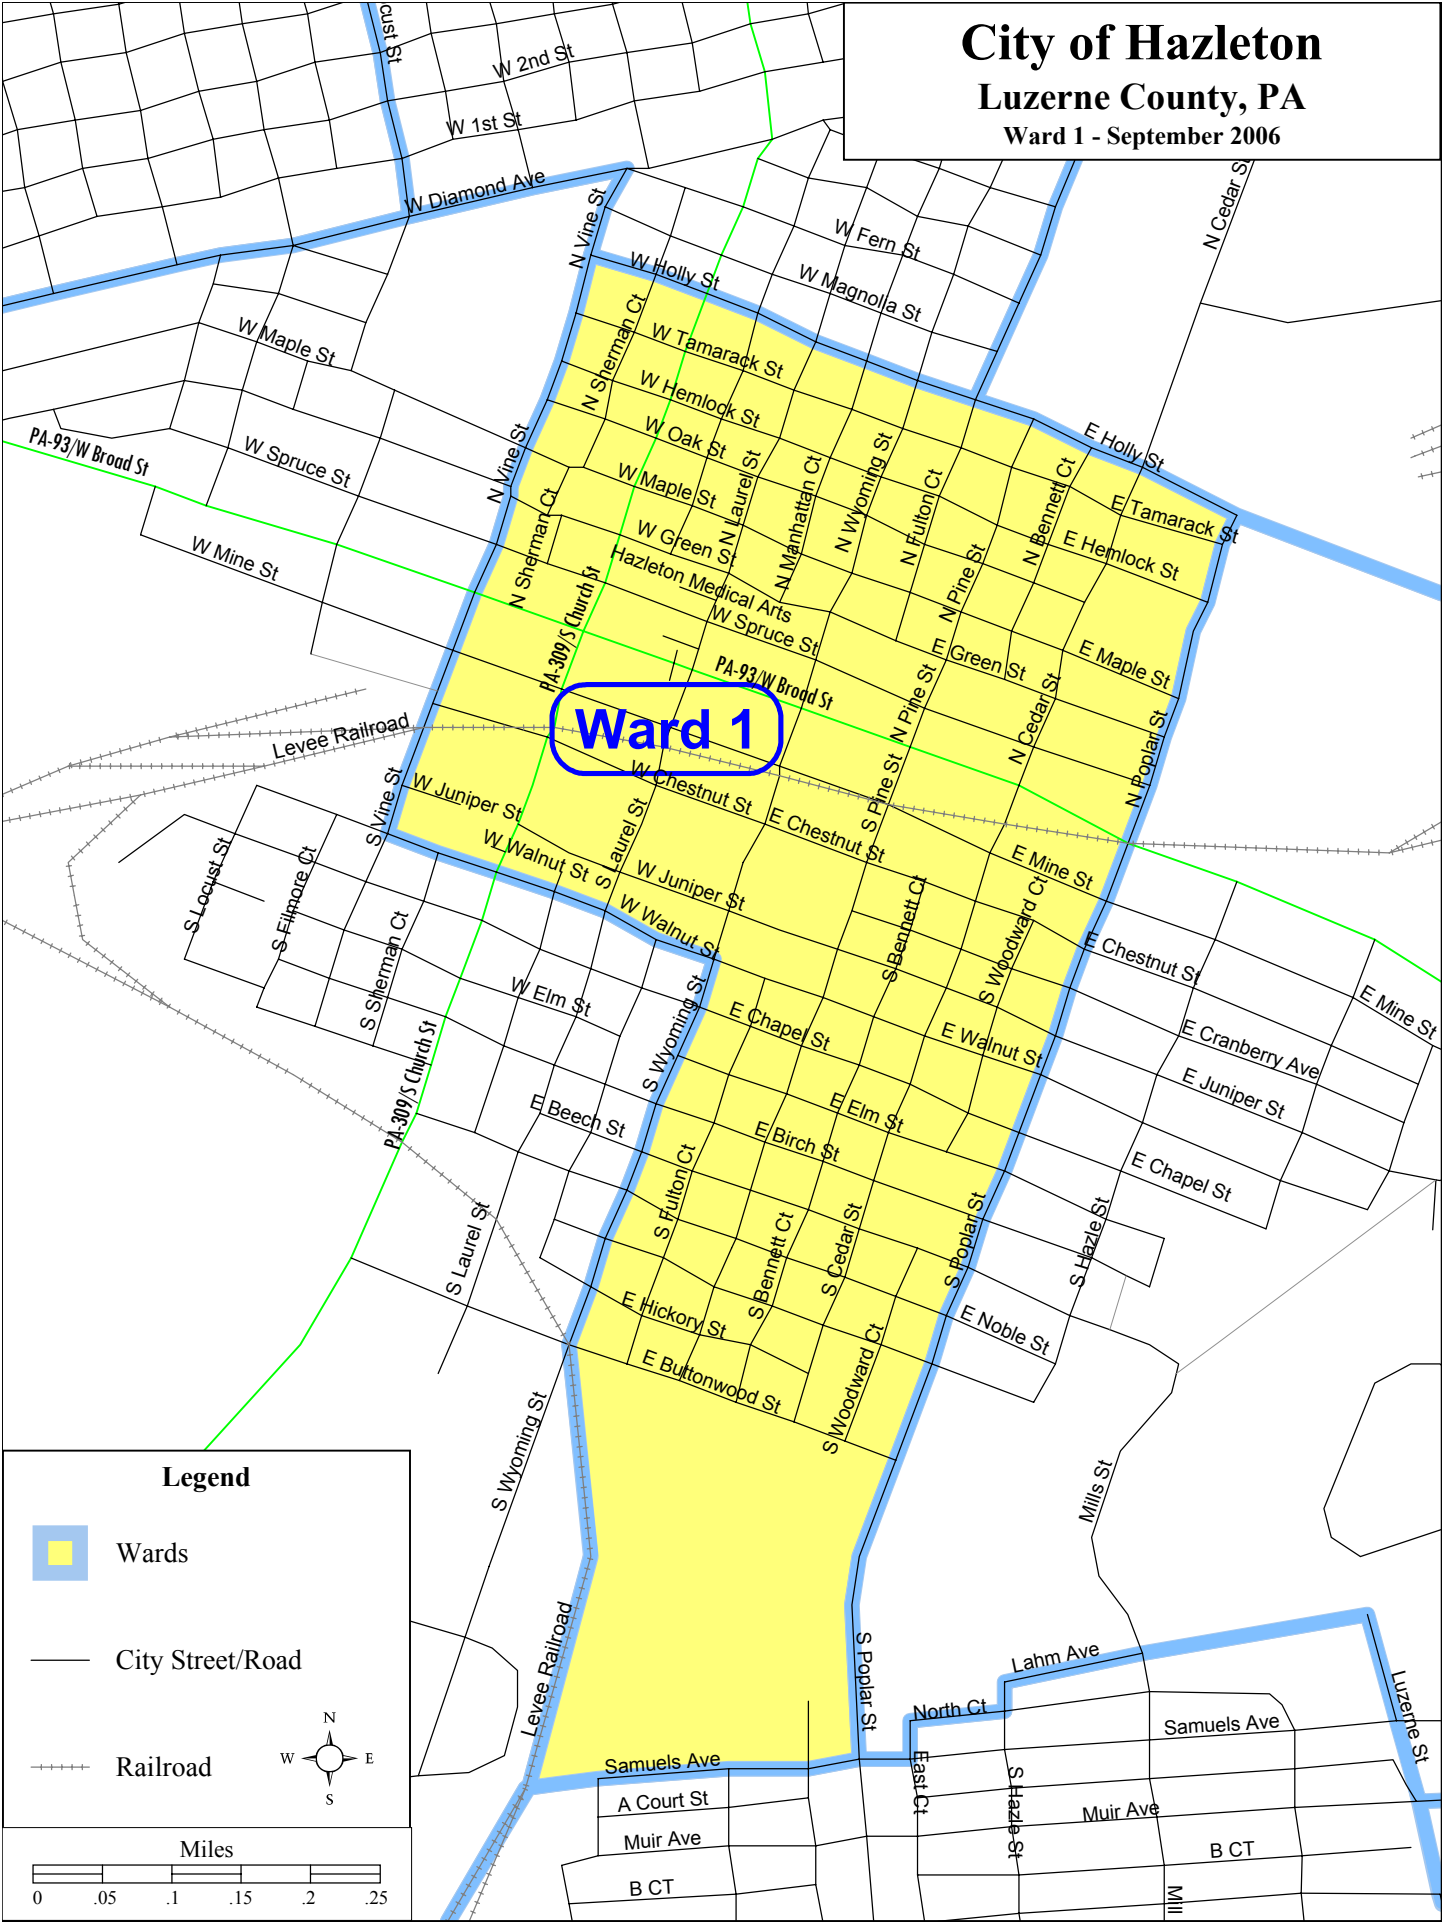 City of Hazleton
Luzerne County, PA
Ward 1 - September 2006
cust St
W 2nd St
W 1st St
W Diamond Ave
N Vine St
N Cedar St
W Fern St
W Holly St
W Magnolla St
N Sherman Ct
W Maple St
W Tamarack St
W Hemlock St
W Oak St
E Holly St
PA-93/W Broad St
W Spruce St
N Vine St
W Maple St
N Laurel St
N Manhattan Ct
N Wyoming St
N Fulton Ct
N Bennett Ct
E Tamarack St
E Hemlock St
W Mine St
N Sherman Ct
W Green St
Hazleton Medical Arts
W Spruce St
N Pine St
PA-309/S Church St
E Green St
E Maple St
PA-93/W Broad St
N Pine St
N Cedar St
N Poplar St
Ward 1
Levee Railroad
S Vine St
W Juniper St
W Chestnut St
S Pine St
E Chestnut St
W Walnut St
S Laurel St
W Juniper St
E Mine St
S Locust St
S Filmore Ct
S Sherman Ct
W Walnut St
S Bennett Ct
S Woodward Ct
E Chestnut St
E Mine St
W Elm St
S Wyoming St
E Chapel St
E Walnut St
E Cranberry Ave
E Juniper St
PA-309/S Church St
E Beech St
E Elm St
E Birch St
E Chapel St
S Fulton Ct
S Laurel St
S Bennett Ct
S Cedar St
S Poplar St
S Hazle St
E Hickory St
E Noble St
E Buttonwood St
S Woodward Ct
S Wyoming St
Mills St
Legend
Wards
City Street/Road
Railroad
N
W
E
S
Miles
0 .05 .1 .15 .2 .25
Levee Railroad
S Poplar St
Lahm Ave
North Ct
Samuels Ave
Luzerne St
Samuels Ave
East Ct
S Hazle St
A Court St
Muir Ave
Muir Ave
B CT
B CT
Mill